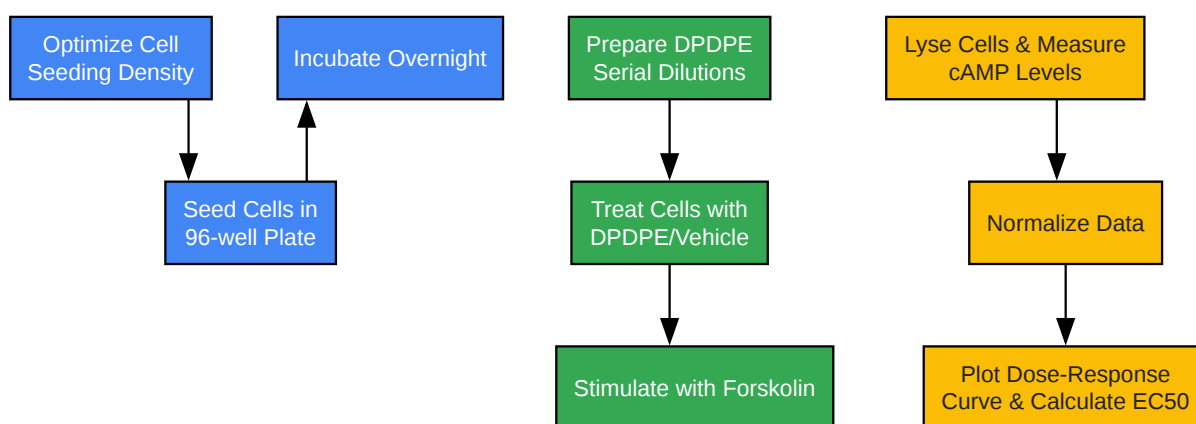 Optimize Cell
Seeding Density
Seed Cells in
96-well Plate
Incubate Overnight
Prepare DPDPE
Serial Dilutions
Treat Cells with
DPDPE/Vehicle
Stimulate with Forskolin
Lyse Cells & Measure
cAMP Levels
Normalize Data
Plot Dose-Response
Curve & Calculate EC50